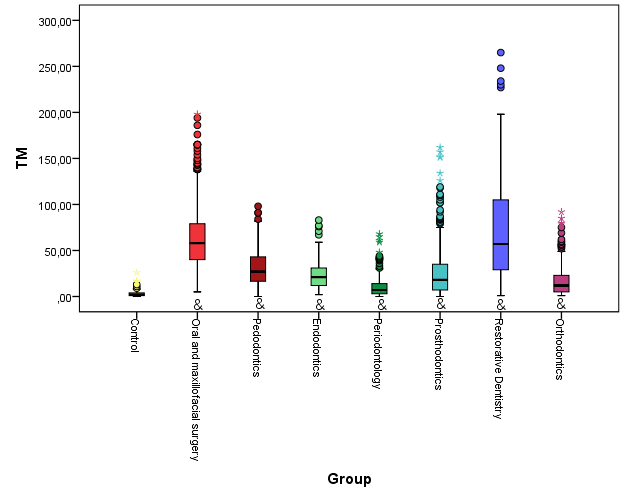 300,00
250,00
200,00
150,00
100,00
50,00
,00
TM
c& c& c& c& c& c& c&
Control
Oral and maxillofacial surgery
Pedodontics
Endodontics
Periodontology
Prosthodontics
Restorative Dentistry
Orthodontics
Group